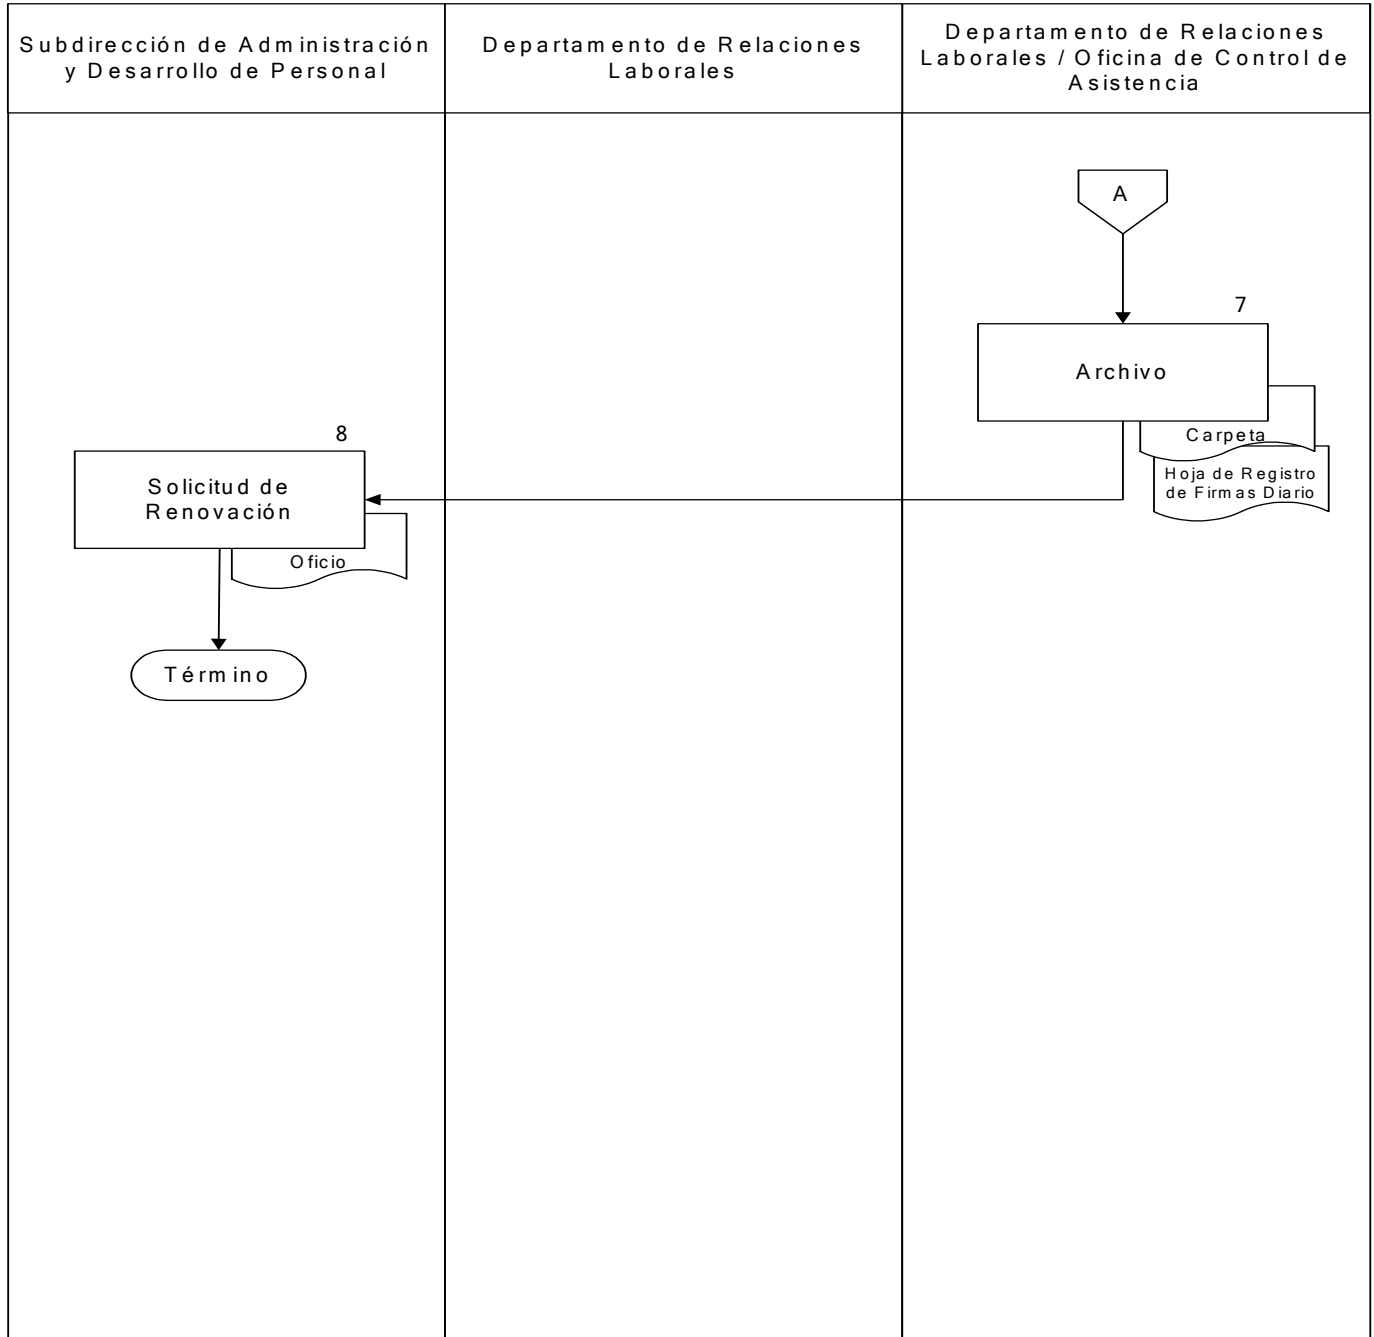 Subdirección de Administración
y Desarrollo de Personal
Departamento de Relaciones
Laborales
Departamento de Relaciones
Laborales / Oficina de Control de
Asistencia
A
7
Archivo
Carpeta
Hoja de Registro
de Firmas Diario
8
Solicitud de
Renovación
Oficio
Término